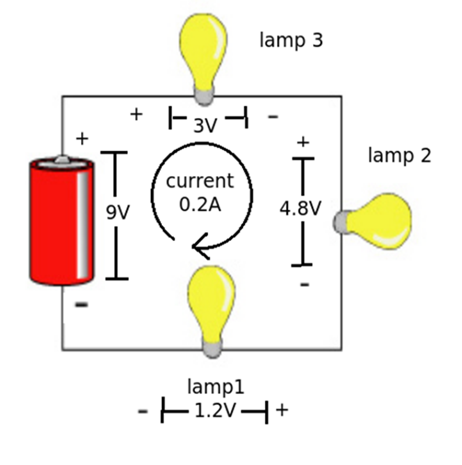 lamp 3
+ 3V -
+
+
lamp 2
current
0.2A
9V
4.8V
-
-
lamp1
- 1.2V +